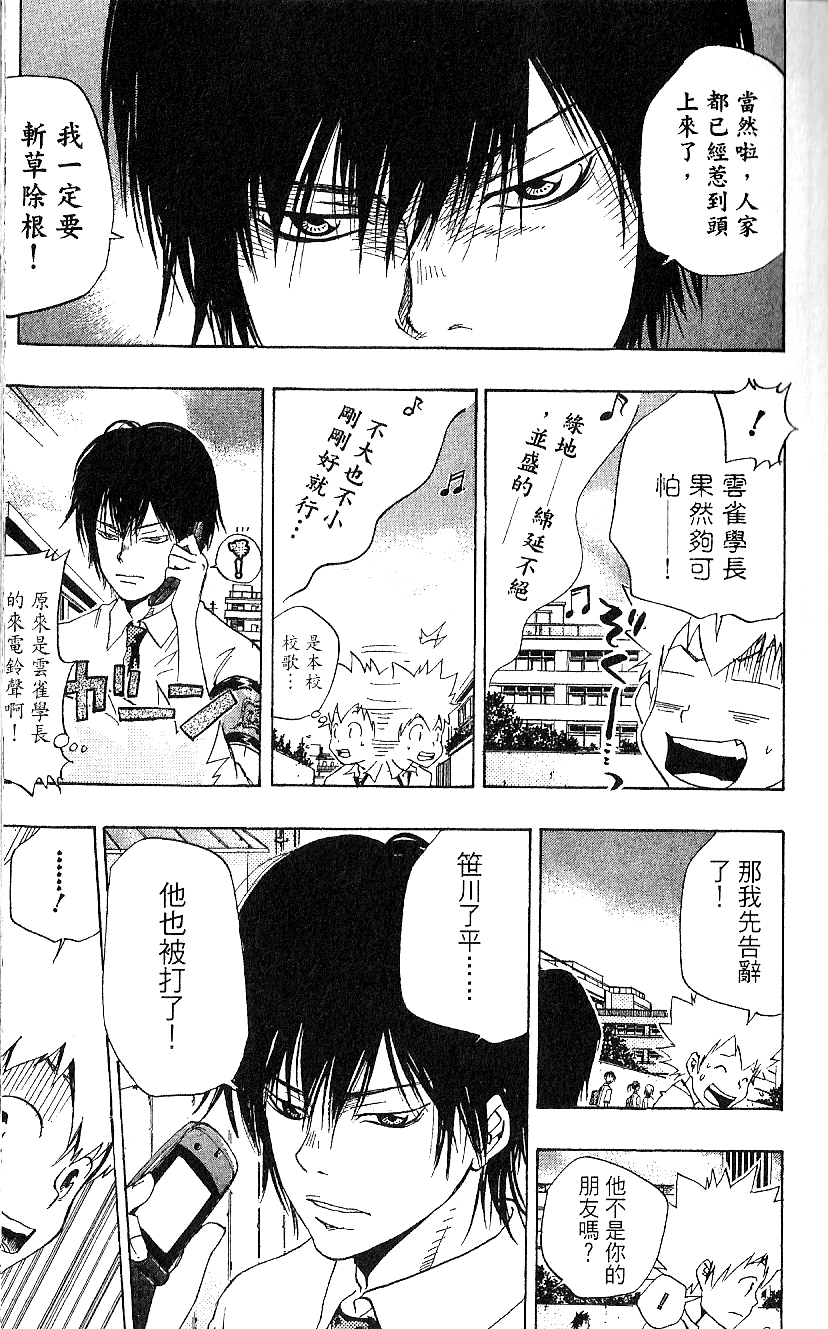 當然啦，人家
都已經惹到頭
上來了，
我一定要
斬草除根！
！
雲雀學長
果然夠可
怕——！
綠地——綿延不絕
，並盛的——
不大也不小
剛剛好就行…
是本校
校歌…
！
原來是雲雀學長
的來電鈴聲啊！
ガーーン
那我先告辭
了！
他不是你的
朋友嗎？
！
笹川了平……
他也被打了！
……！